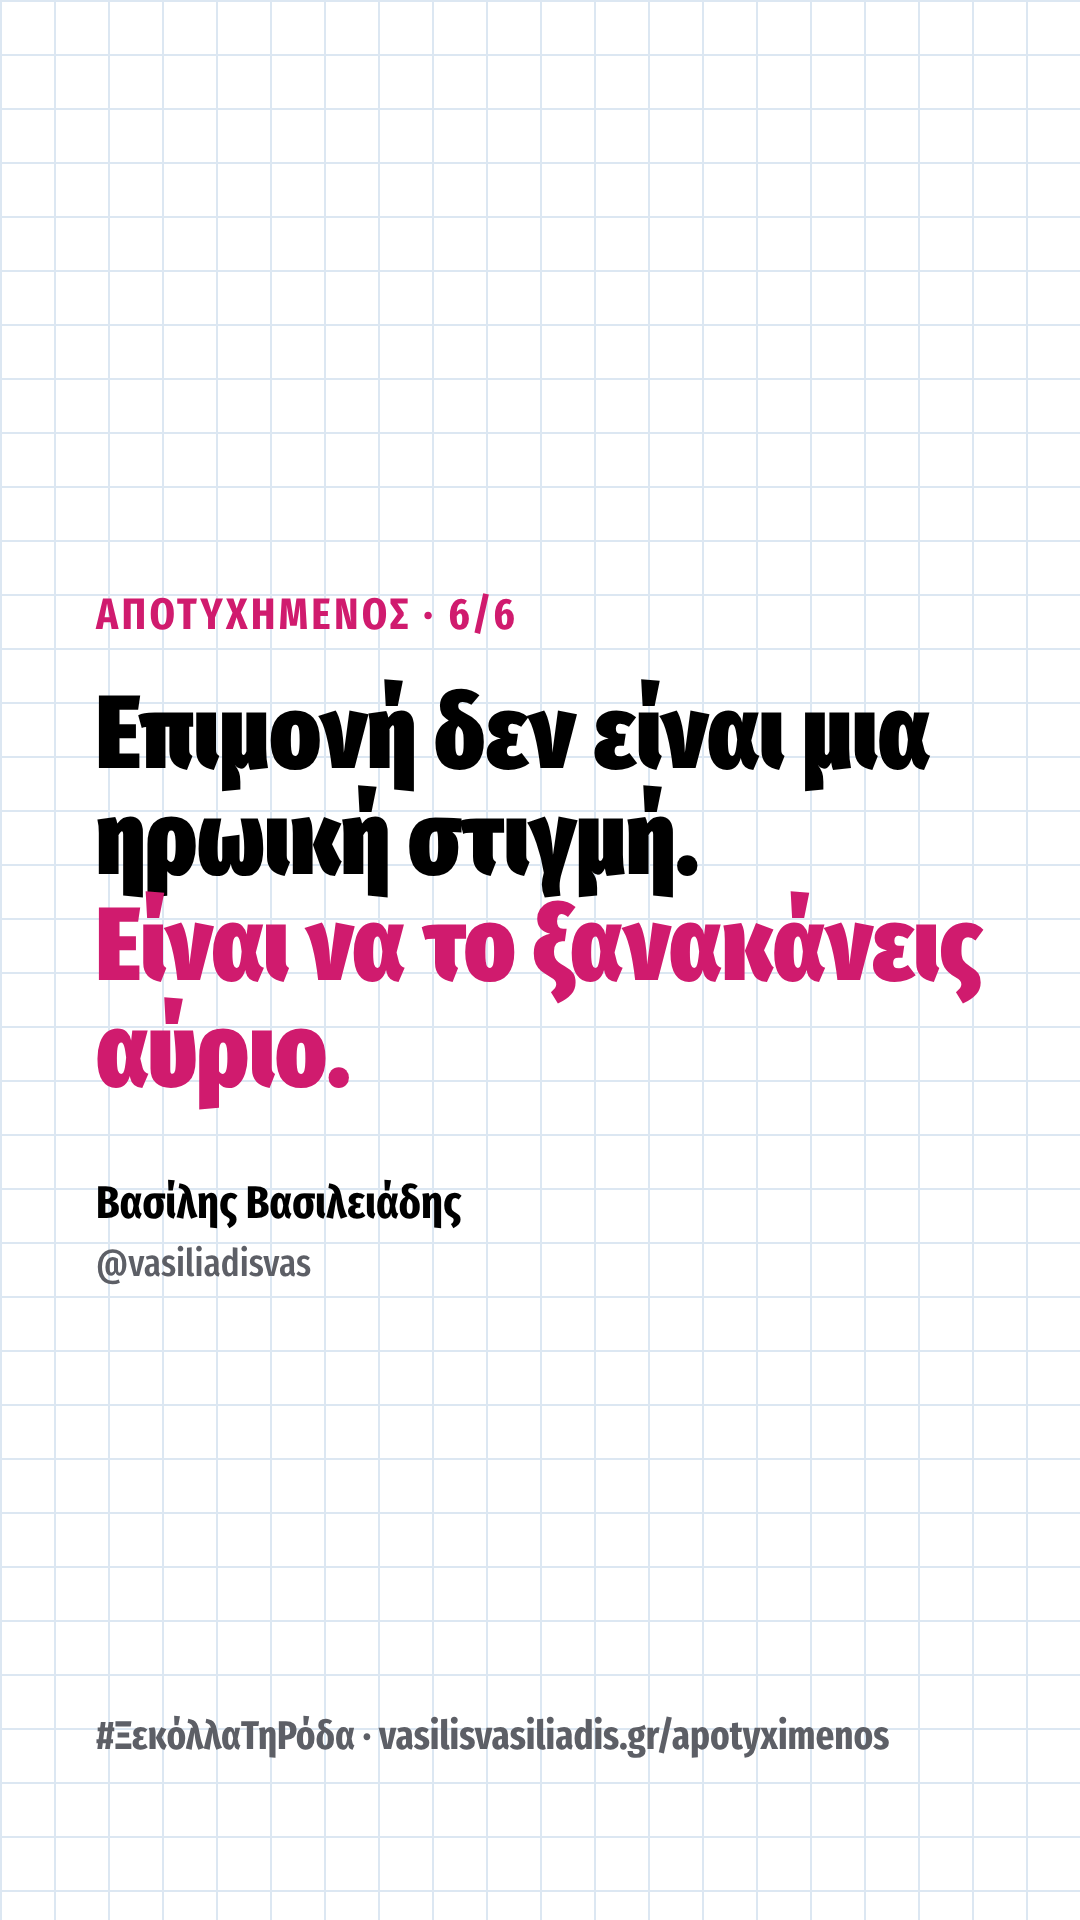 ΑΠΟΤΥΧΗΜΕΝΟΣ · 6/6
Επιμονή δεν είναι μια
ηρωική στιγμή.
Είναι να το ξανακάνεις
αύριο.
Βασίλης Βασιλειάδης
@vasiliadisvas
#ΞεκόλλαΤηΡόδα · vasilisvasiliadis.gr/apotyximenos